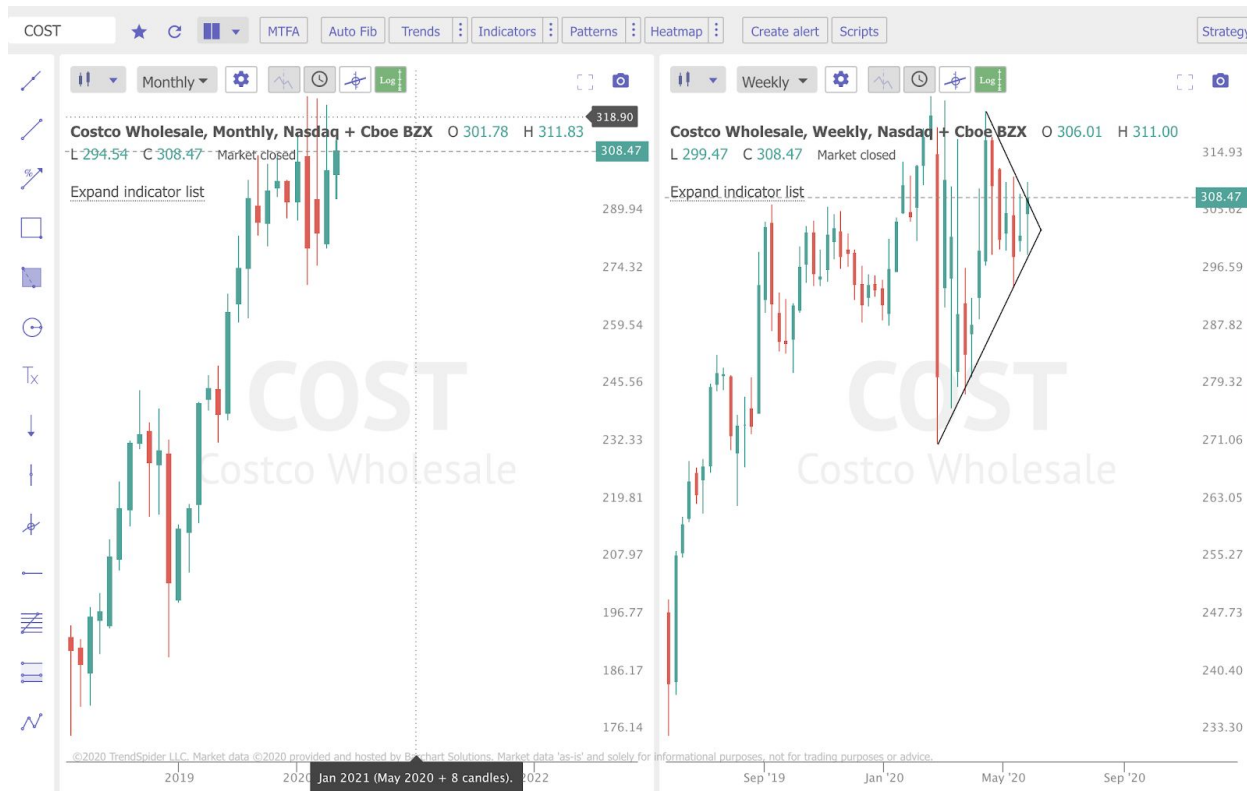 COST
MTFA
Auto Fib
Trends
Indicators
Patterns
Heatmap
Create alert
Scripts
Strategy
Monthly
Log
318.90
Costco Wholesale, Monthly, Nasdaq + Cboe BZX O 301.78 H 311.83
L 294.54 C 308.47 Market closed
308.47
Expand indicator list
289.94
274.32
259.54
245.56
232.33
219.81
207.97
196.77
186.17
176.14
COST
Costco Wholesale
2019
2020
Jan 2021 (May 2020 + 8 candles).
2022
Weekly
Log
Costco Wholesale, Weekly, Nasdaq + Cboe BZX O 306.01 H 311.00
L 299.47 C 308.47 Market closed
Expand indicator list
314.93
308.47
305.62
296.59
287.82
279.32
271.06
263.05
255.27
247.73
240.40
233.30
COST
Costco Wholesale
©2020 TrendSpider LLC. Market data ©2020 provided and hosted by Barchart Solutions. Market data 'as-is' and solely for informational purposes, not for trading purposes or advice.
Sep '19
Jan '20
May '20
Sep '20
%
Tx